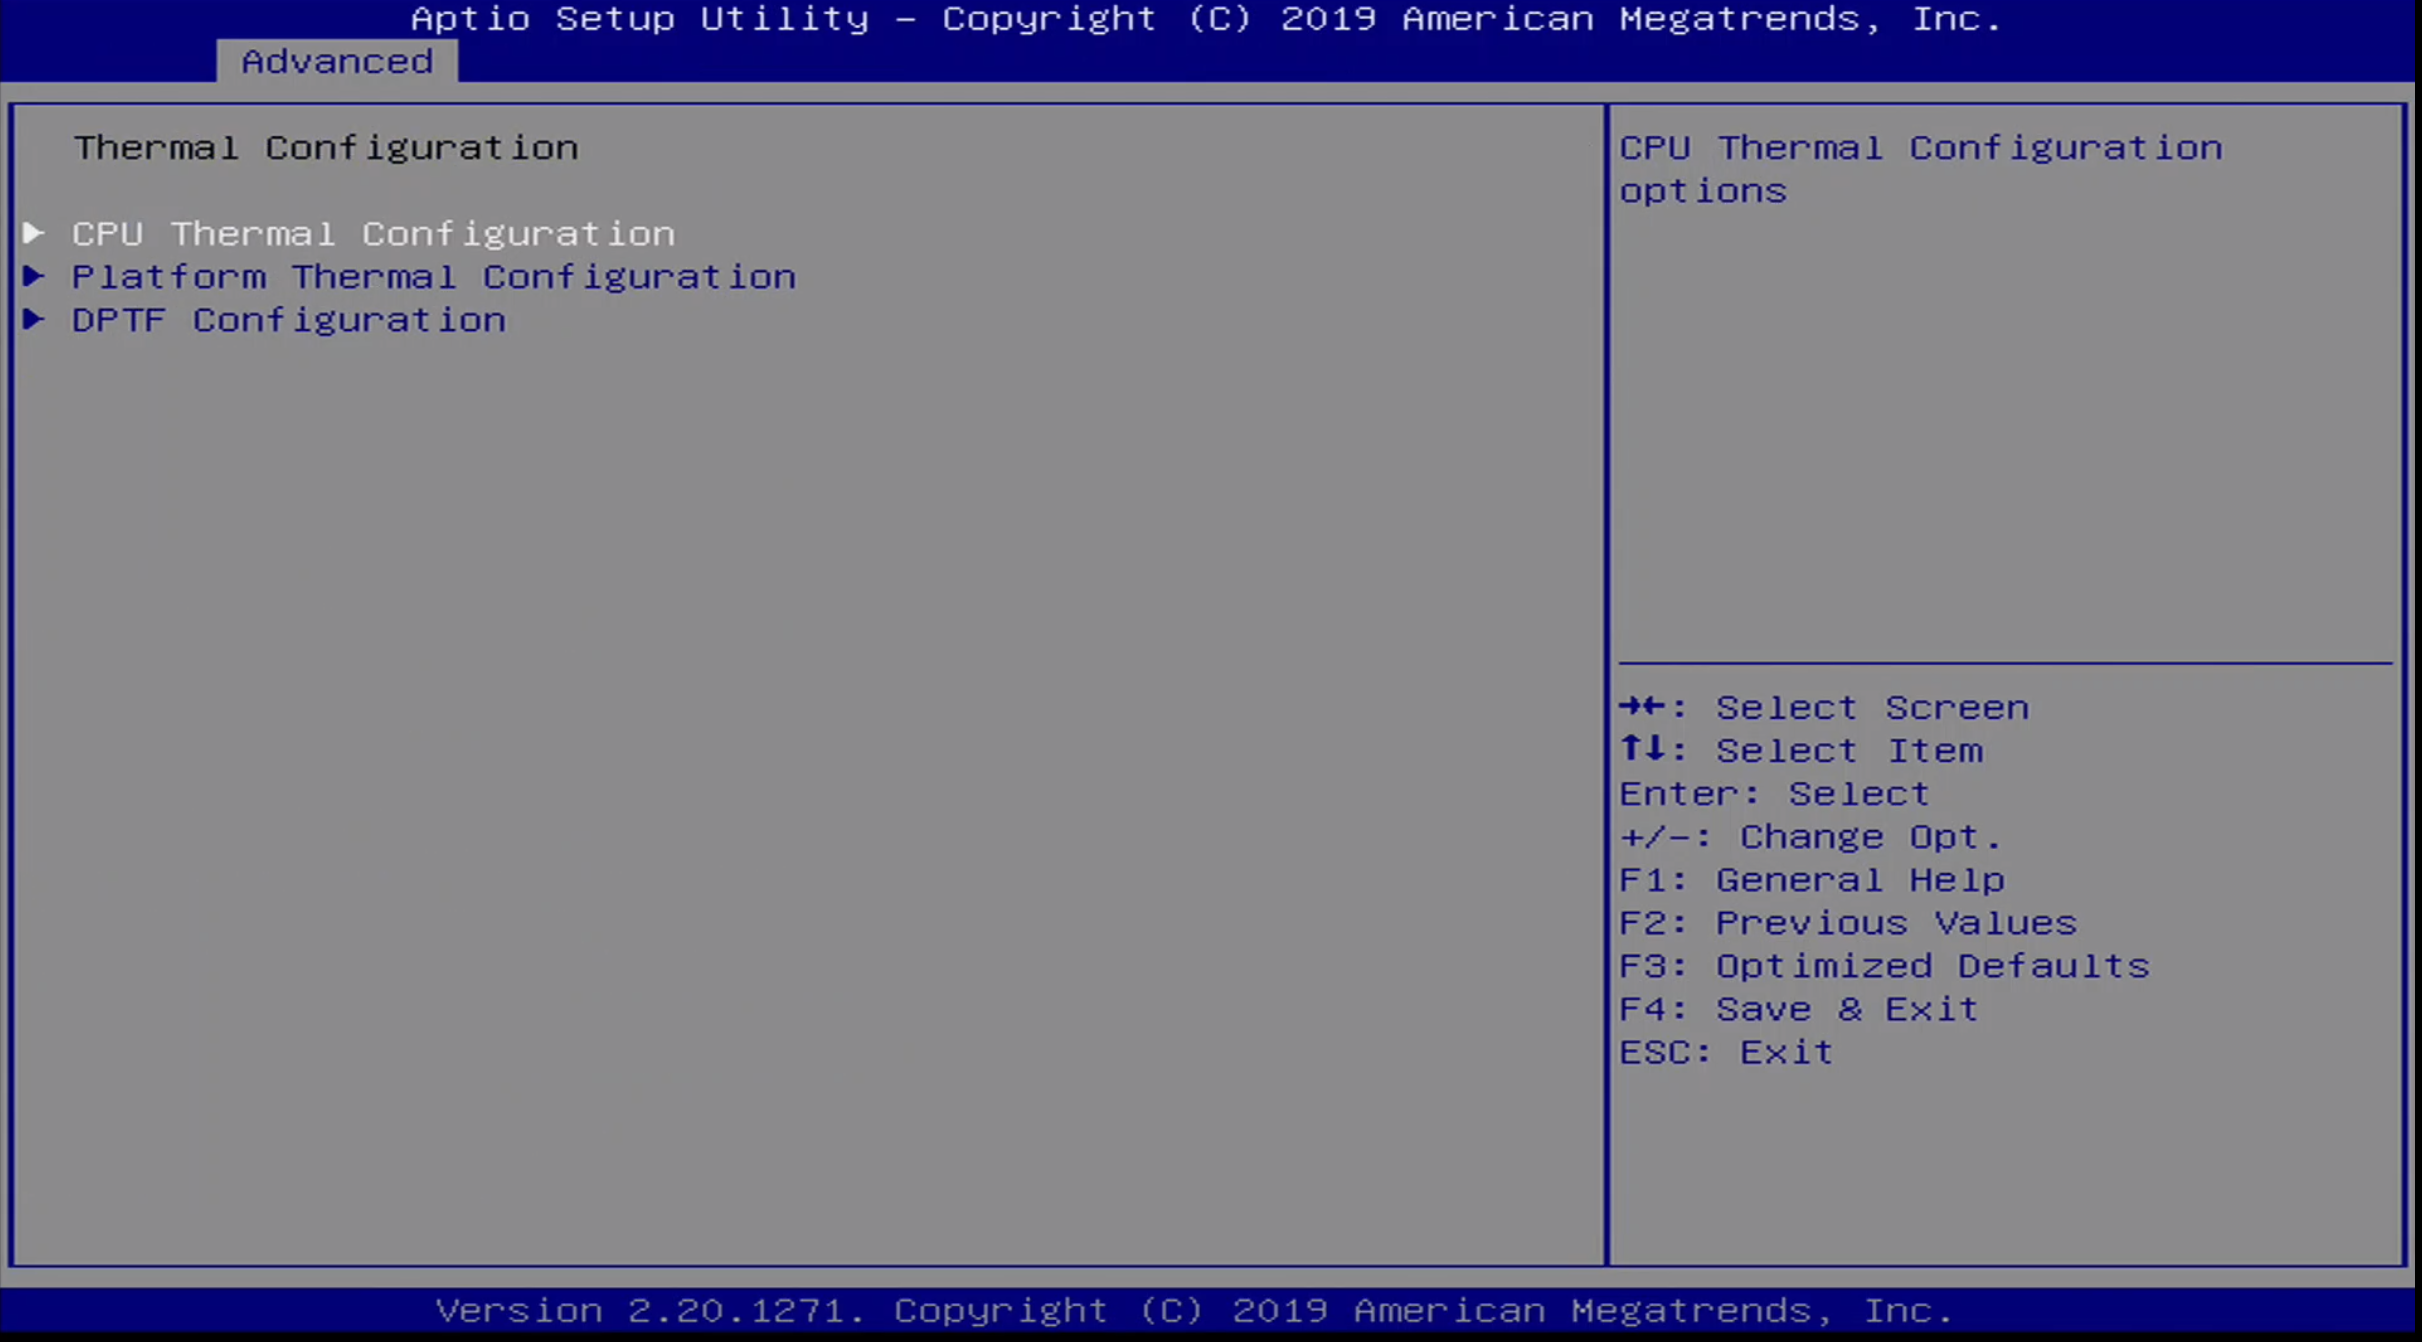 Aptio Setup Utility – Copyright (C) 2019 American Megatrends, Inc.
Advanced
Thermal Configuration
▶ CPU Thermal Configuration
▶ Platform Thermal Configuration
▶ DPTF Configuration
CPU Thermal Configuration
options
→←: Select Screen
↑↓: Select Item
Enter: Select
+/-: Change Opt.
F1: General Help
F2: Previous Values
F3: Optimized Defaults
F4: Save & Exit
ESC: Exit
Version 2.20.1271. Copyright (C) 2019 American Megatrends, Inc.